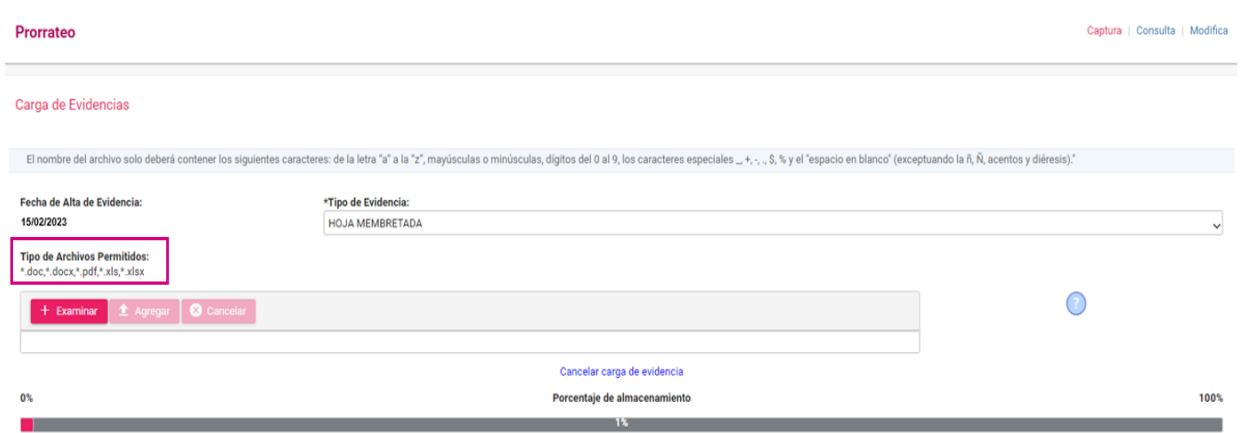 Prorrateo
Captura | Consulta | Modifica
Carga de Evidencias
El nombre del archivo solo deberá contener los siguientes caracteres: de la letra "a" a la "z", mayúsculas o minúsculas, dígitos del 0 al 9, los caracteres especiales _, +, -, ., $, % y el "espacio en blanco" (exceptuando la ñ, Ñ, acentos y diéresis)."
Fecha de Alta de Evidencia:
*Tipo de Evidencia:
15/02/2023
HOJA MEMBRETADA
Tipo de Archivos Permitidos:
*.doc,*.docx,*.pdf,*.xls,*.xlsx
+ Examinar
Agregar
Cancelar
?
Cancelar carga de evidencia
0%
Porcentaje de almacenamiento
100%
1%